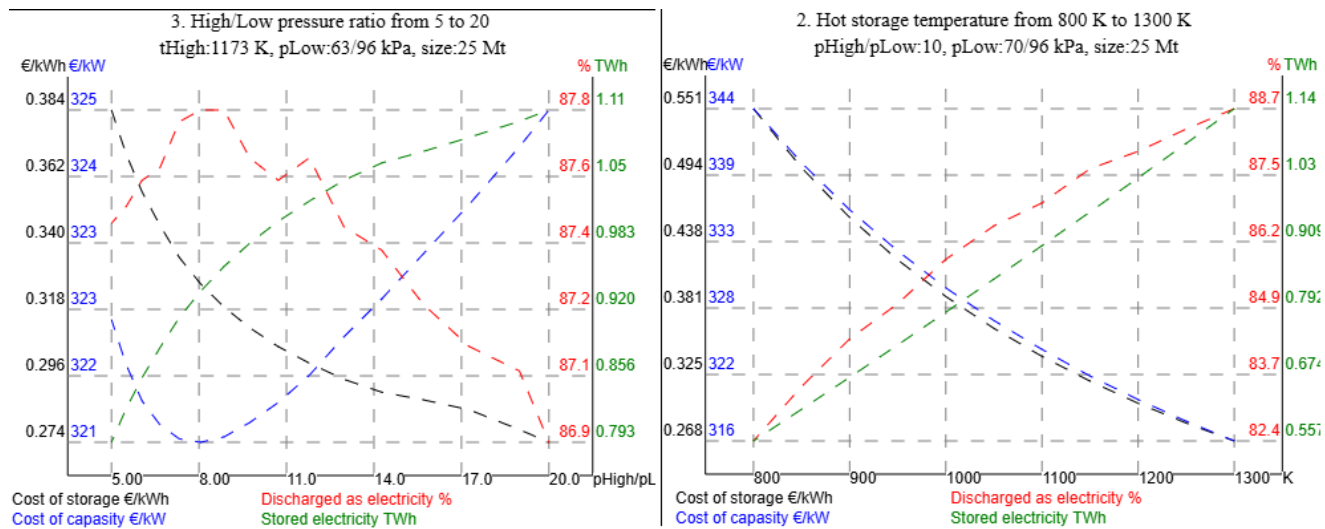 3. High/Low pressure ratio from 5 to 20
tHigh:1173 K, pLow:63/96 kPa, size:25 Mt
€/kWh €/kW % TWh
0.384 325 87.8 1.11
0.362 324 87.6 1.05
0.340 323 87.4 0.983
0.318 323 87.2 0.920
0.296 322 87.1 0.856
0.274 321 86.9 0.793
5.00 8.00 11.0 14.0 17.0 20.0 pHigh/pL
Cost of storage €/kWh Discharged as electricity %
Cost of capasity €/kW Stored electricity TWh
2. Hot storage temperature from 800 K to 1300 K
pHigh/pLow:10, pLow:70/96 kPa, size:25 Mt
€/kWh €/kW % TWh
0.551 344 88.7 1.14
0.494 339 87.5 1.03
0.438 333 86.2 0.909
0.381 328 84.9 0.792
0.325 322 83.7 0.674
0.268 316 82.4 0.557
800 900 1000 1100 1200 1300 K
Cost of storage €/kWh Discharged as electricity %
Cost of capasity €/kW Stored electricity TWh